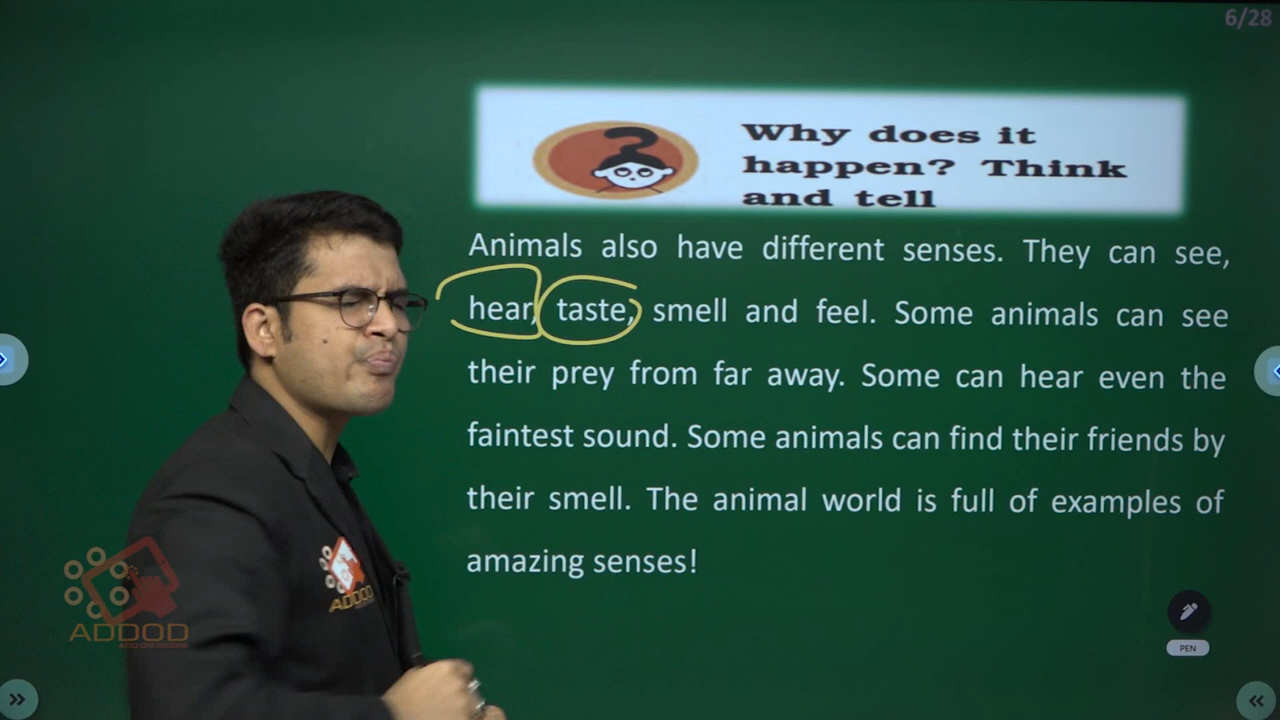 6/28
Why does it
happen? Think
and tell
Animals also have different senses. They can see,
hear, taste, smell and feel. Some animals can see
their prey from far away. Some can hear even the
faintest sound. Some animals can find their friends by
their smell. The animal world is full of examples of
amazing senses!
ADDOD
ADDOD
PEN